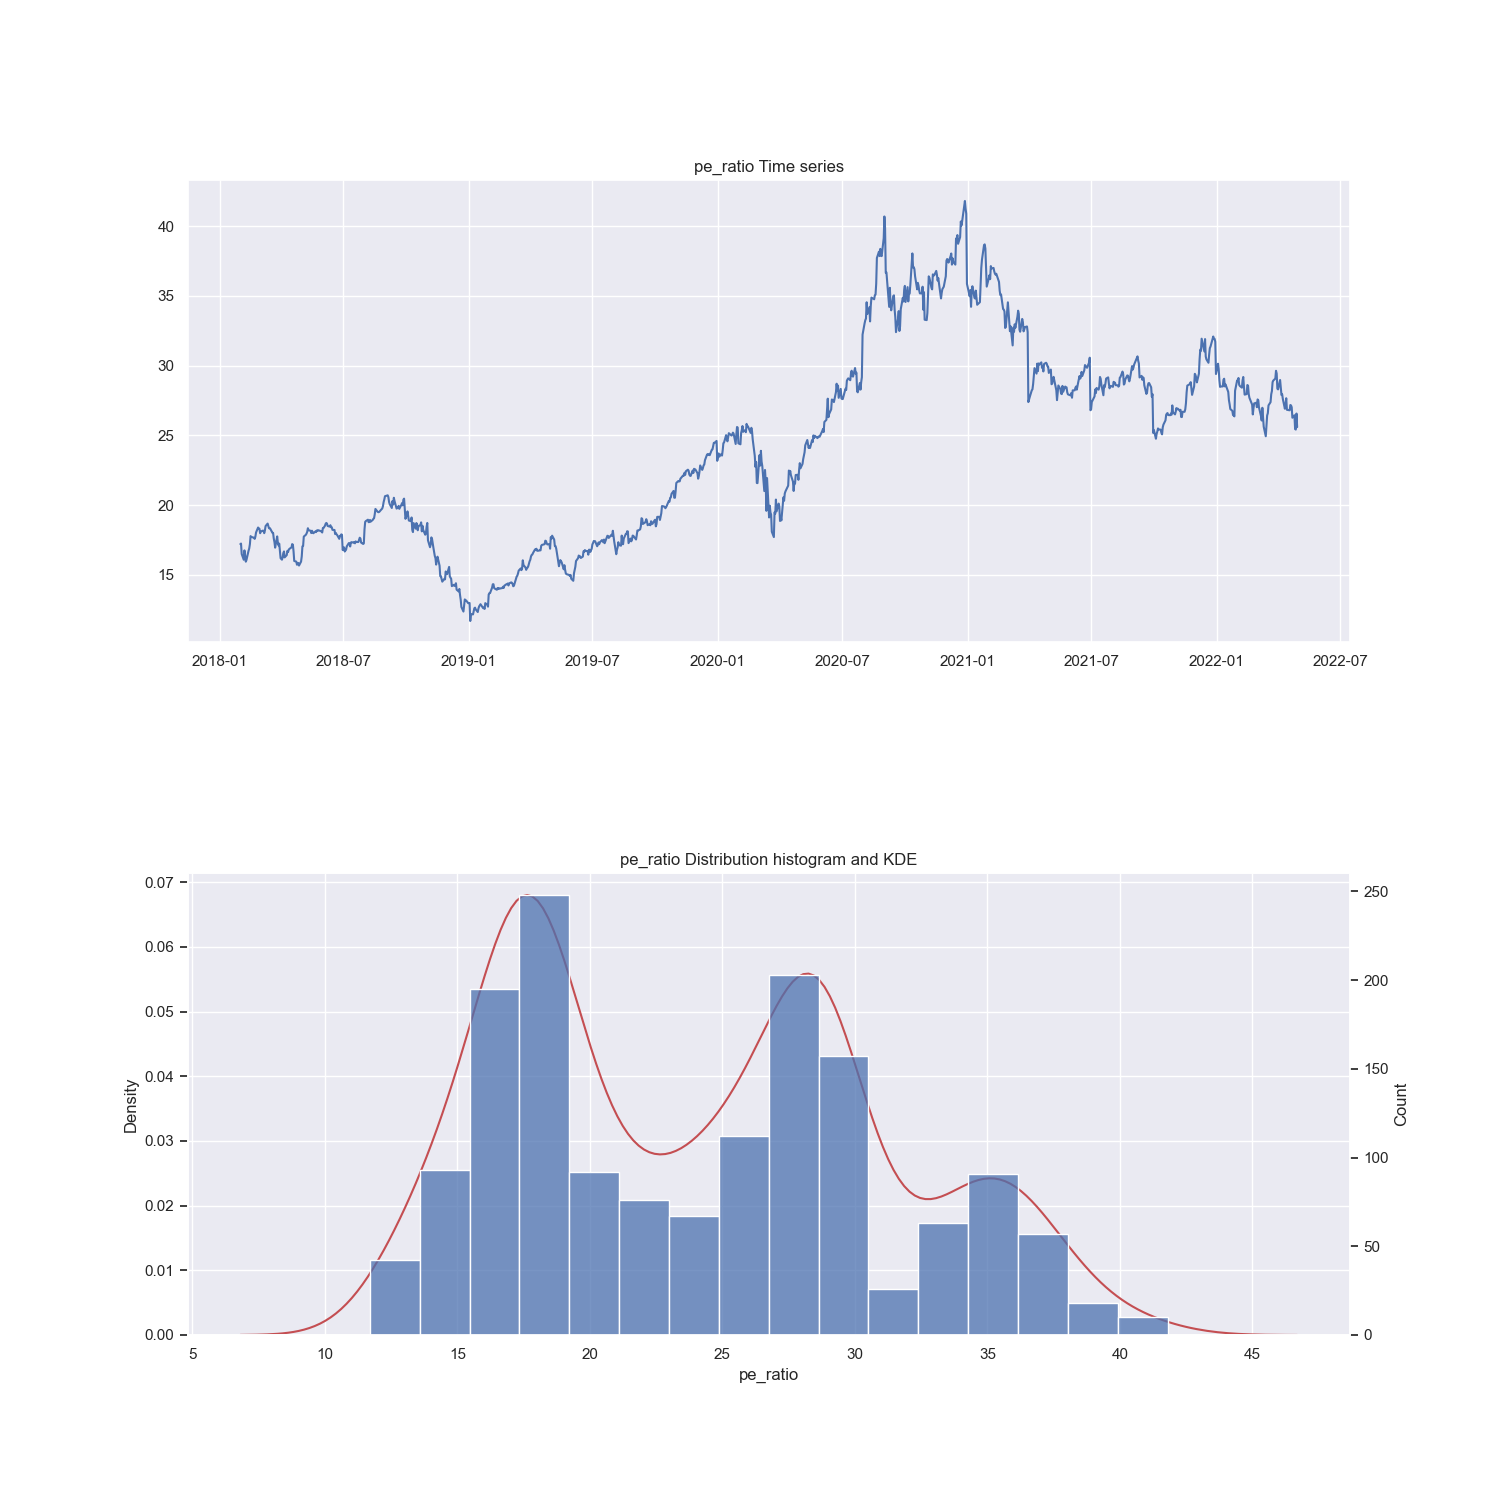 pe_ratio Time series
40
35
30
25
20
15
2018-01 2018-07 2019-01 2019-07 2020-01 2020-07 2021-01 2021-07 2022-01 2022-07
pe_ratio Distribution histogram and KDE
0.07
0.06
0.05
0.04
0.03
0.02
0.01
0.00
Density
250
200
150
100
50
0
Count
5 10 15 20 25 30 35 40 45
pe_ratio